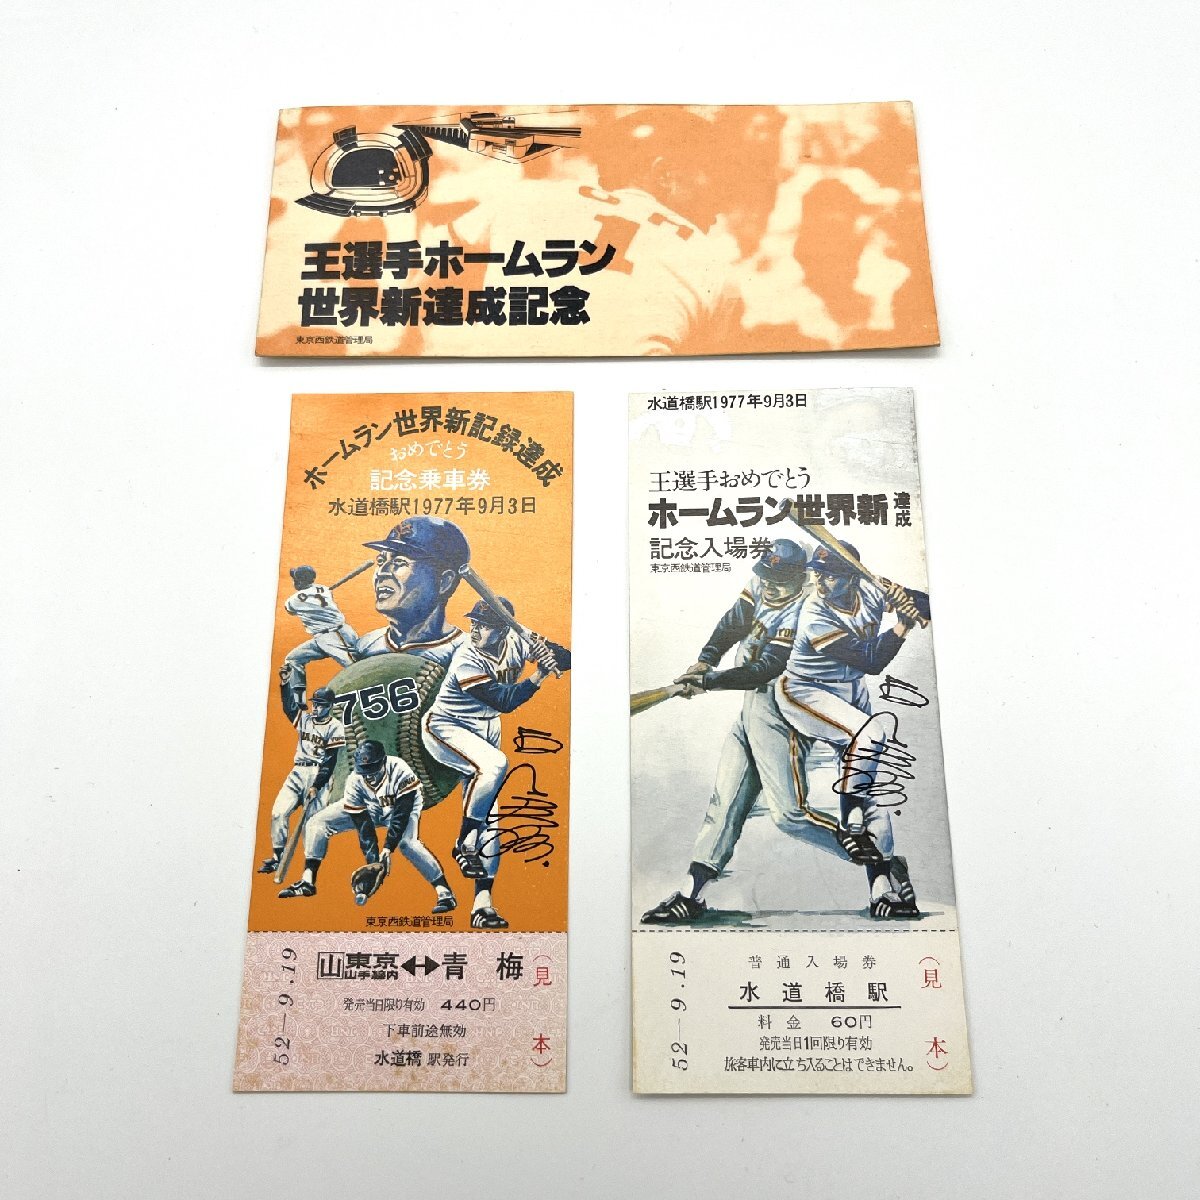 王選手ホームラン
世界新達成記念
東京西鉄道管理局
ホームラン世界新記録達成
おめでとう
記念乗車券
水道橋駅1977年9月3日
756
東京西鉄道管理局
52-9.19
山 東京山手線内 ↔ 青梅
発売当日限り有効 440円
下車前途無効
水道橋 駅発行
(見本)
水道橋駅1977年9月3日
王選手おめでとう
ホームラン世界新達成
記念入場券
東京西鉄道管理局
52-9.19
普通入場券
水道橋駅
料金 60円
発売当日1回限り有効
旅客車内に立ち入ることはできません。
(見本)